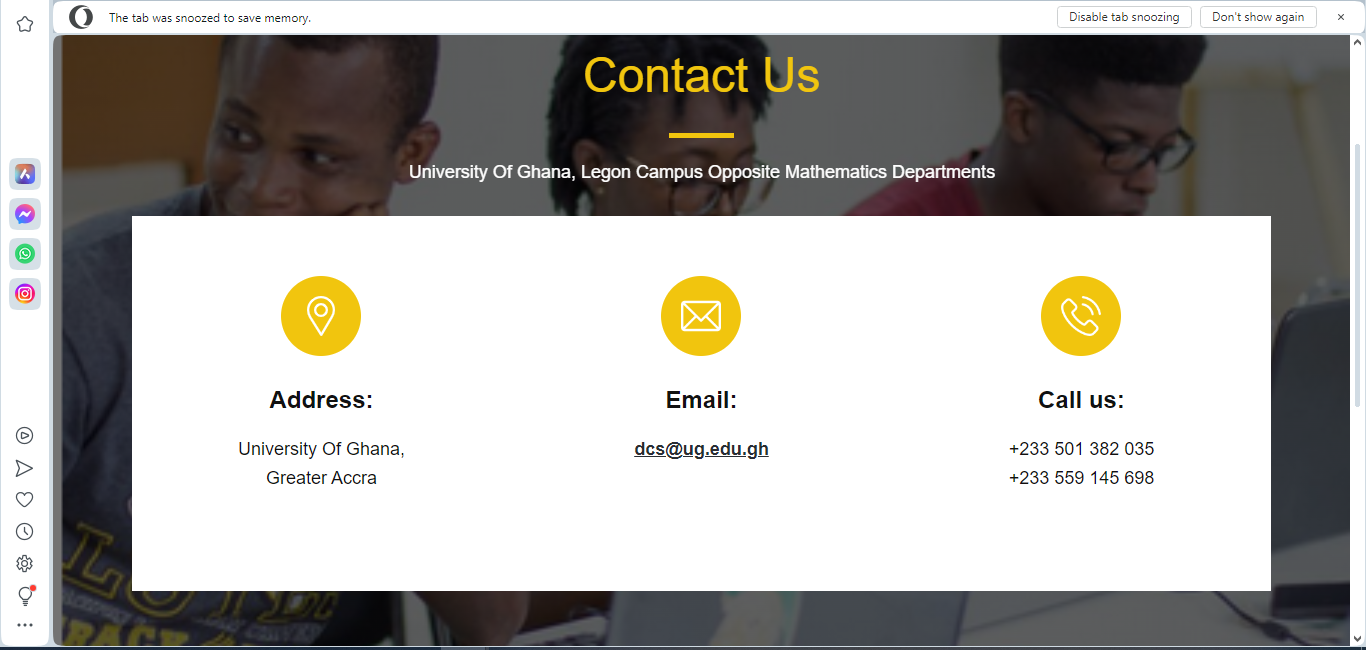 The tab was snoozed to save memory.
Disable tab snoozing
Don't show again
Contact Us
University Of Ghana, Legon Campus Opposite Mathematics Departments
Address:
University Of Ghana,
Greater Accra
Email:
dcs@ug.edu.gh
Call us:
+233 501 382 035
+233 559 145 698